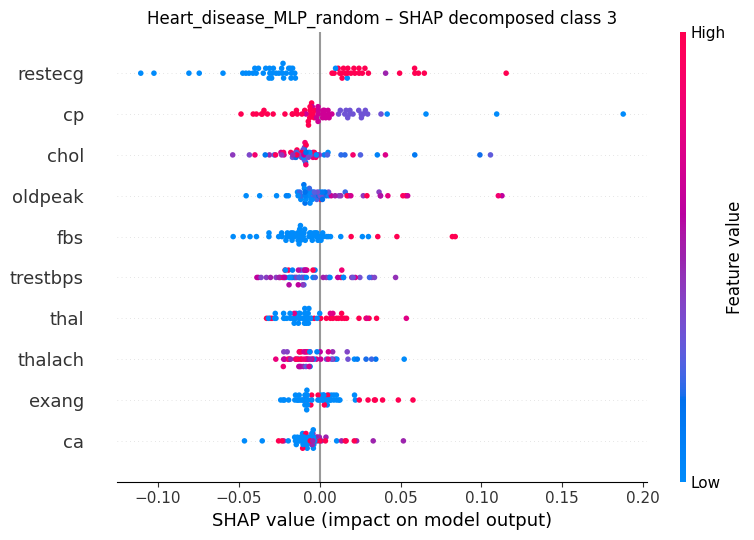 Heart_disease_MLP_random – SHAP decomposed class 3
High
restecg
cp
chol
oldpeak
fbs
trestbps
thal
thalach
exang
ca
Feature value
Low
−0.10 −0.05 0.00 0.05 0.10 0.15 0.20
SHAP value (impact on model output)